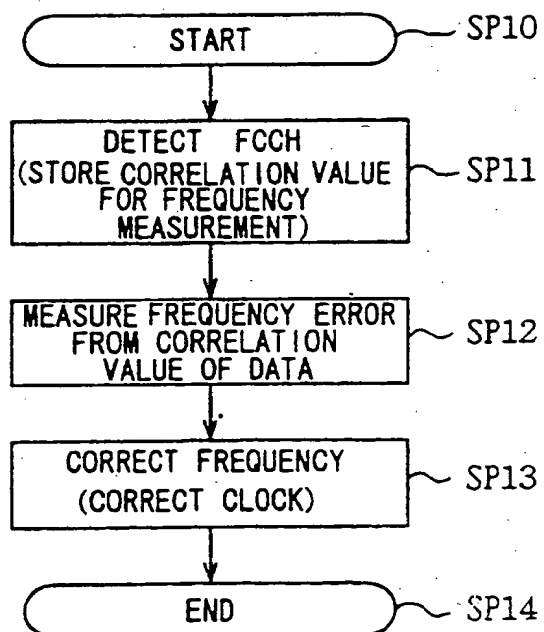 START
SP10
DETECT FCCH
(STORE CORRELATION VALUE
FOR FREQUENCY
MEASUREMENT)
SP11
MEASURE FREQUENCY ERROR
FROM CORRELATION
VALUE OF DATA
SP12
CORRECT FREQUENCY
(CORRECT CLOCK)
SP13
END
SP14